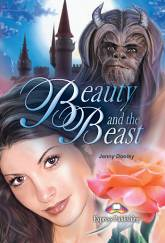 Beauty
and the
Beast
Jenny Dooley
Express Publishing